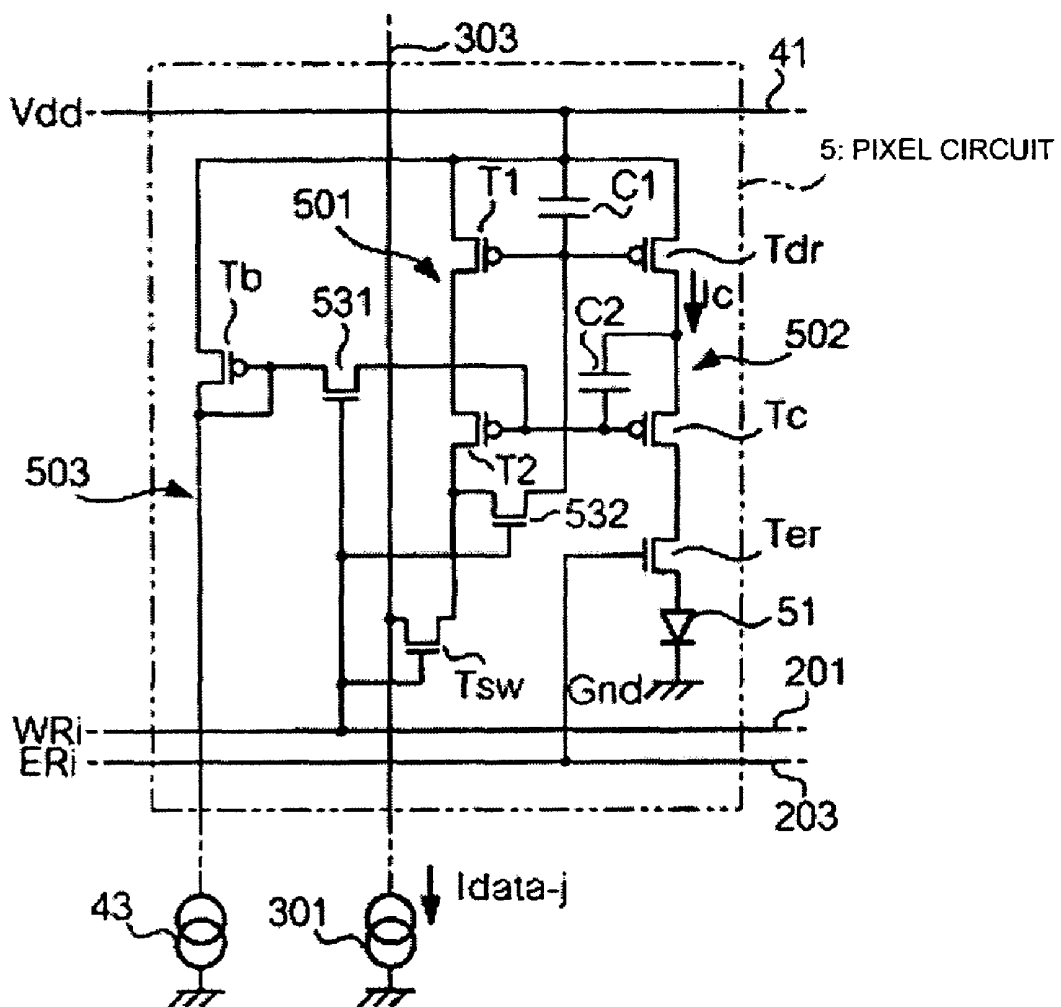 303
41
Vdd
5: PIXEL CIRCUIT
T1
C1
501
Tdr
Tb
531
Ic
C2
502
Tc
T2
503
532
Ter
51
Tsw
Gnd
201
WRi
ERi
203
43
301
Idata-j